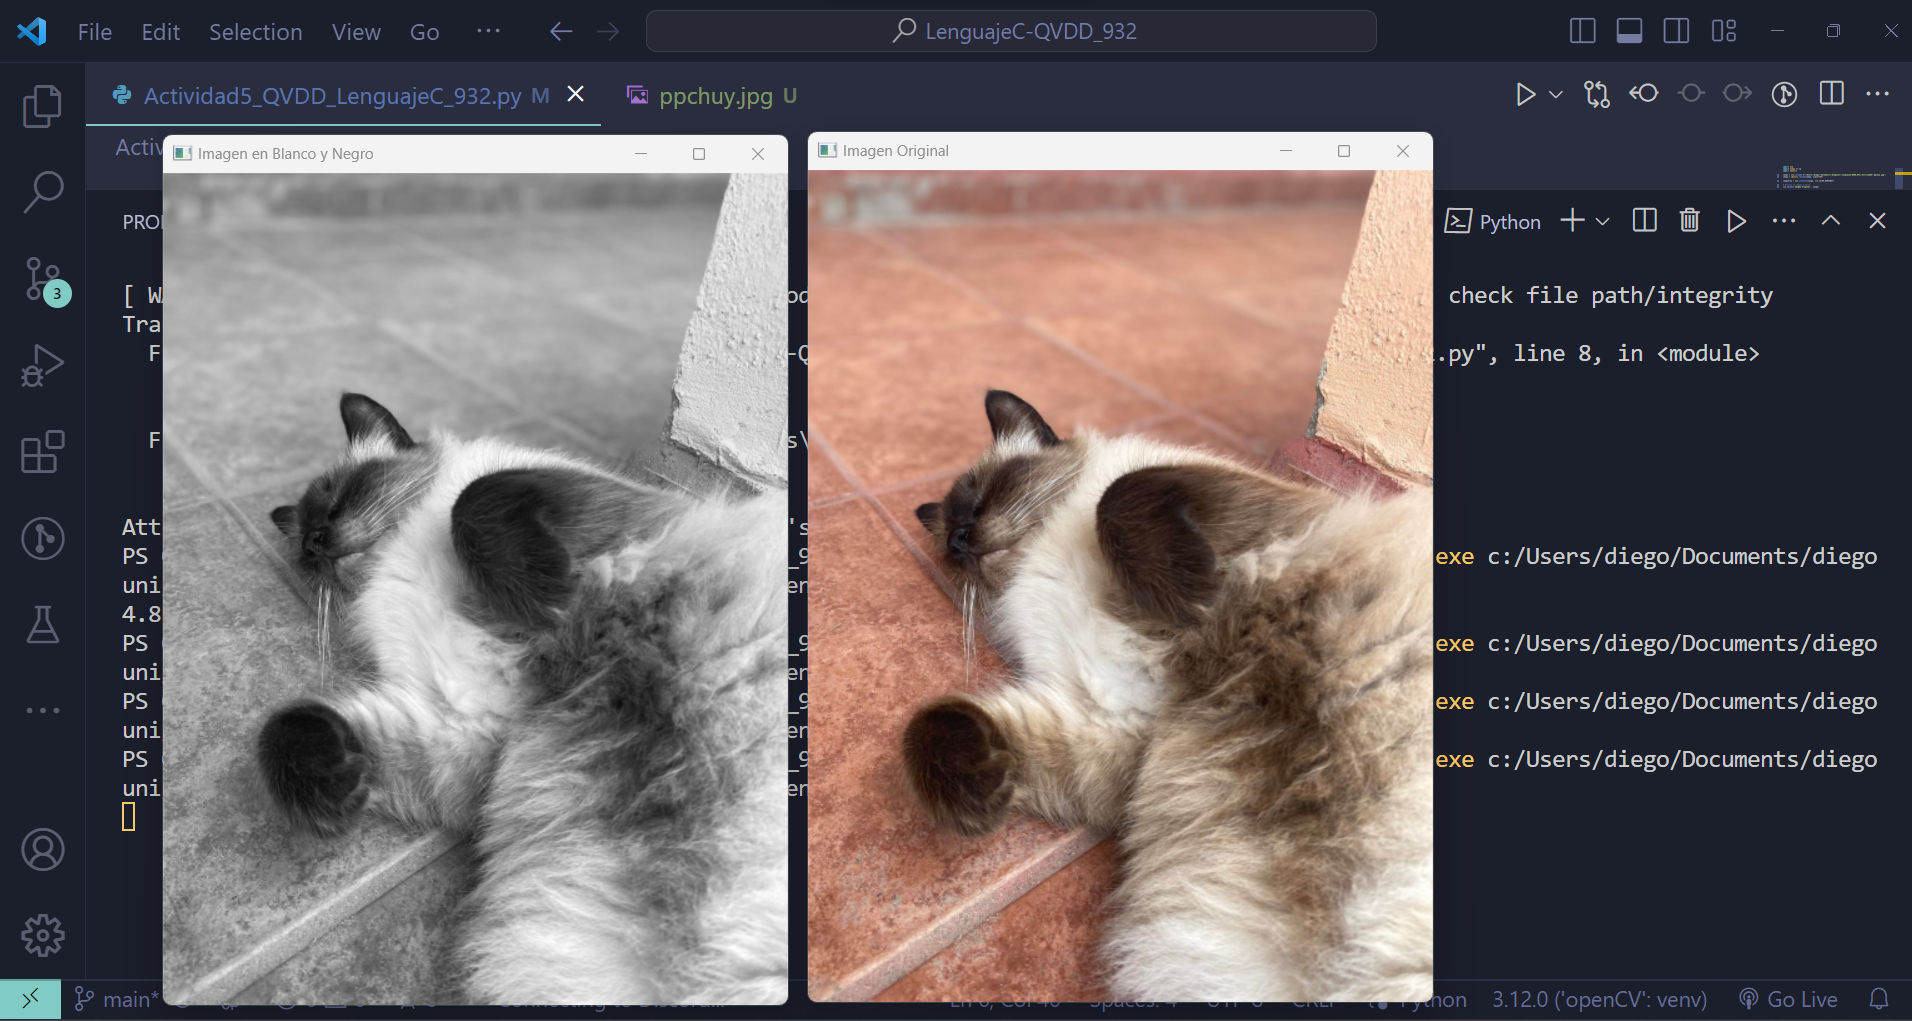 File Edit Selection View Go ··· LenguajeC-QVDD_932
Actividad5_QVDD_LenguajeC_932.py M ppchuy.jpg U
Activ
Imagen en Blanco y Negro
Imagen Original
PRO
Python
3
[ W
check file path/integrity
Tra
F
.py", line 8, in <module>
F
Att
PS
exe c:/Users/diego/Documents/diego
uni
4.8
PS
exe c:/Users/diego/Documents/diego
uni
PS
exe c:/Users/diego/Documents/diego
uni
PS
exe c:/Users/diego/Documents/diego
uni
main*
Python 3.12.0 ('openCV': venv) Go Live